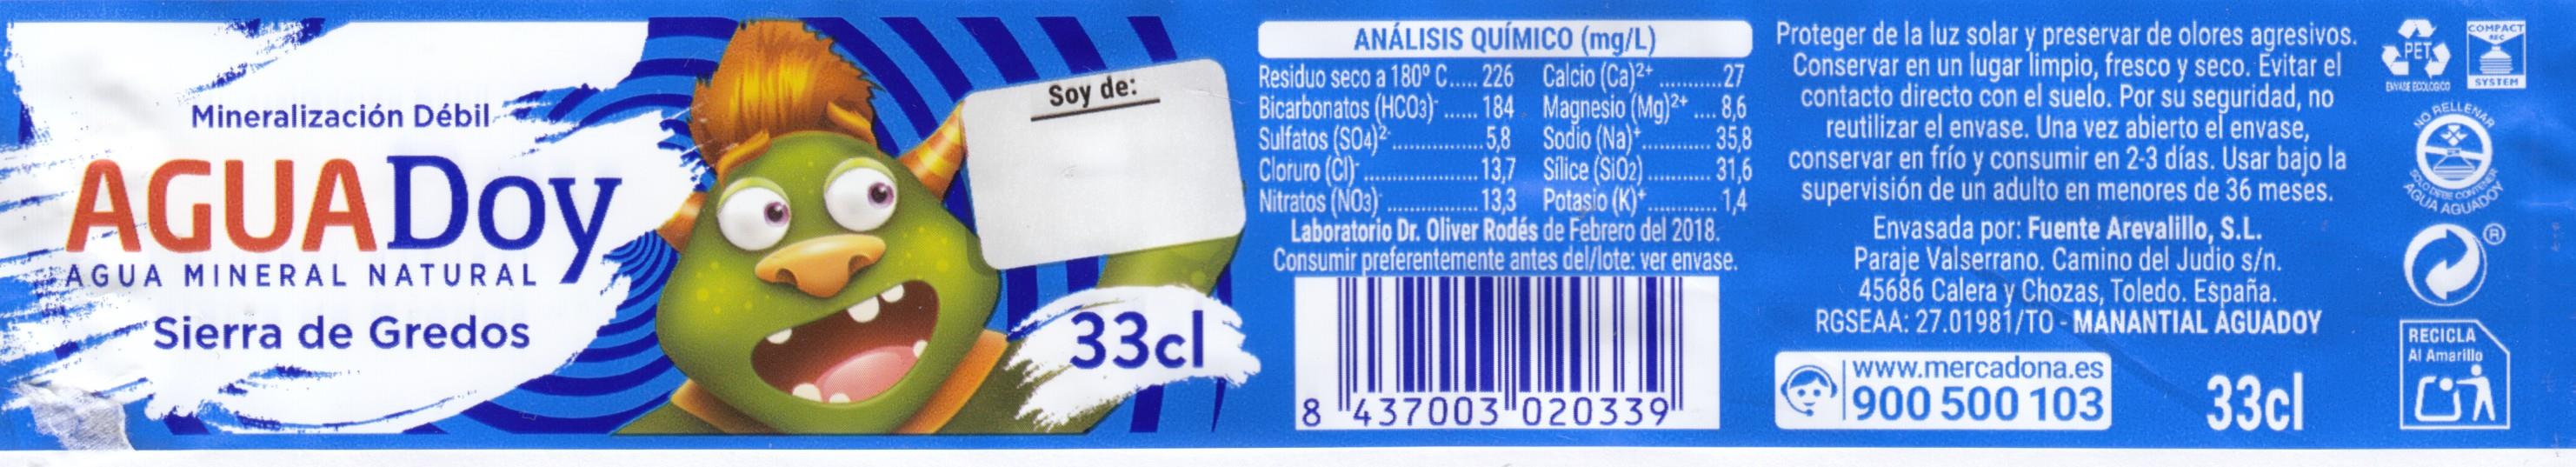 Mineralización Débil
AGUADoy
AGUA MINERAL NATURAL
Sierra de Gredos
Soy de:
33cl
ANÁLISIS QUÍMICO (mg/L)
Residuo seco a 180º C..... 226 Calcio (Ca)2+ ...........27
Bicarbonatos (HCO3)- ...... 184 Magnesio (Mg)2+ .... 8,6
Sulfatos (SO4)2- ............... 5,8 Sodio (Na)+ ............ 35,8
Cloruro (Cl)- ................... 13,7 Sílice (SiO2) ........... 31,6
Nitratos (NO3)- ............... 13,3 Potasio (K)+ ............ 1,4
Laboratorio Dr. Oliver Rodés de Febrero del 2018.
Consumir preferentemente antes del/lote: ver envase.
8 437003 020339
Proteger de la luz solar y preservar de olores agresivos.
Conservar en un lugar limpio, fresco y seco. Evitar el
contacto directo con el suelo. Por su seguridad, no
reutilizar el envase. Una vez abierto el envase,
conservar en frío y consumir en 2-3 días. Usar bajo la
supervisión de un adulto en menores de 36 meses.
Envasada por: Fuente Arevalillo, S.L.
Paraje Valserrano. Camino del Judio s/n.
45686 Calera y Chozas, Toledo. España.
RGSEAA: 27.01981/TO - MANANTIAL AGUADOY
www.mercadona.es
900 500 103
33cl
PET
ENVASE ECOLOGICO
COMPACT
REC
SYSTEM
NO RELLENAR
SOLO DEBE CONTENER
AGUA AGUADOY
®
RECICLA
Al Amarillo